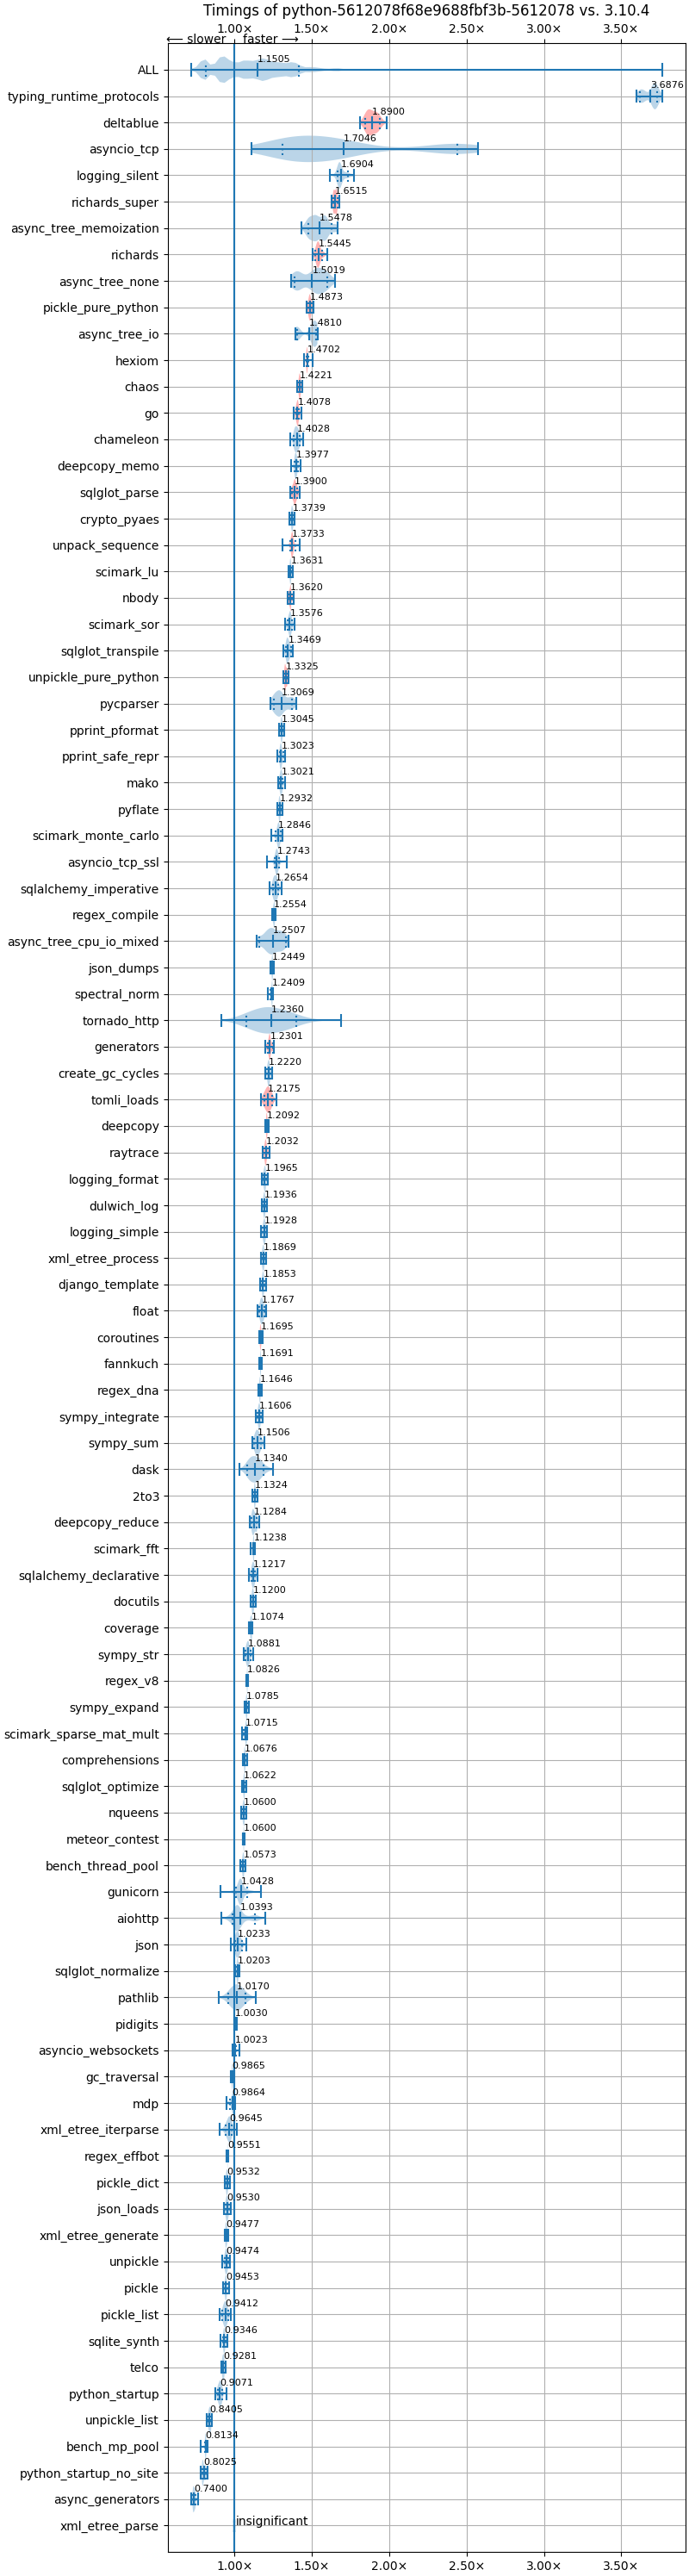 Timings of python-5612078f68e9688fbf3b-5612078 vs. 3.10.4
1.00× 1.50× 2.00× 2.50× 3.00× 3.50×
⟵ slower faster ⟶
ALL 1.1505
typing_runtime_protocols 3.6876
deltablue 1.8900
asyncio_tcp 1.7046
logging_silent 1.6904
richards_super 1.6515
async_tree_memoization 1.5478
richards 1.5445
async_tree_none 1.5019
pickle_pure_python 1.4873
async_tree_io 1.4810
hexiom 1.4702
chaos 1.4221
go 1.4078
chameleon 1.4028
deepcopy_memo 1.3977
sqlglot_parse 1.3900
crypto_pyaes 1.3739
unpack_sequence 1.3733
scimark_lu 1.3631
nbody 1.3620
scimark_sor 1.3576
sqlglot_transpile 1.3469
unpickle_pure_python 1.3325
pycparser 1.3069
pprint_pformat 1.3045
pprint_safe_repr 1.3023
mako 1.3021
pyflate 1.2932
scimark_monte_carlo 1.2846
asyncio_tcp_ssl 1.2743
sqlalchemy_imperative 1.2654
regex_compile 1.2554
async_tree_cpu_io_mixed 1.2507
json_dumps 1.2449
spectral_norm 1.2409
tornado_http 1.2360
generators 1.2301
create_gc_cycles 1.2220
tomli_loads 1.2175
deepcopy 1.2092
raytrace 1.2032
logging_format 1.1965
dulwich_log 1.1936
logging_simple 1.1928
xml_etree_process 1.1869
django_template 1.1853
float 1.1767
coroutines 1.1695
fannkuch 1.1691
regex_dna 1.1646
sympy_integrate 1.1606
sympy_sum 1.1506
dask 1.1340
2to3 1.1324
deepcopy_reduce 1.1284
scimark_fft 1.1238
sqlalchemy_declarative 1.1217
docutils 1.1200
coverage 1.1074
sympy_str 1.0881
regex_v8 1.0826
sympy_expand 1.0785
scimark_sparse_mat_mult 1.0715
comprehensions 1.0676
sqlglot_optimize 1.0622
nqueens 1.0600
meteor_contest 1.0600
bench_thread_pool 1.0573
gunicorn 1.0428
aiohttp 1.0393
json 1.0233
sqlglot_normalize 1.0203
pathlib 1.0170
pidigits 1.0030
asyncio_websockets 1.0023
gc_traversal 0.9865
mdp 0.9864
xml_etree_iterparse 0.9645
regex_effbot 0.9551
pickle_dict 0.9532
json_loads 0.9530
xml_etree_generate 0.9477
unpickle 0.9474
pickle 0.9453
pickle_list 0.9412
sqlite_synth 0.9346
telco 0.9281
python_startup 0.9071
unpickle_list 0.8405
bench_mp_pool 0.8134
python_startup_no_site 0.8025
async_generators 0.7400
xml_etree_parse insignificant
1.00× 1.50× 2.00× 2.50× 3.00× 3.50×